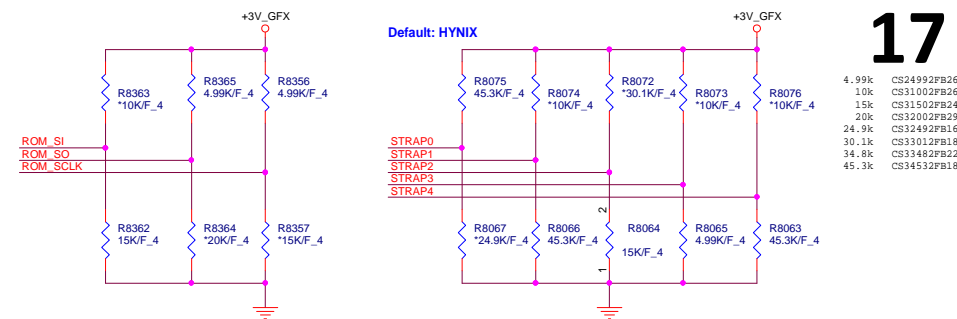 +3V_GFX
R8363
*10K/F_4
R8365
4.99K/F_4
R8356
4.99K/F_4
ROM_SI
ROM_SO
ROM_SCLK
R8362
15K/F_4
R8364
*20K/F_4
R8357
*15K/F_4
Default: HYNIX
+3V_GFX
R8075
45.3K/F_4
R8074
*10K/F_4
R8072
*30.1K/F_4
R8073
*10K/F_4
R8076
*10K/F_4
STRAP0
STRAP1
STRAP2
STRAP3
STRAP4
R8067
*24.9K/F_4
R8066
45.3K/F_4
2
1
R8064
15K/F_4
R8065
4.99K/F_4
R8063
45.3K/F_4
17
4.99k CS24992FB26
10k CS31002FB26
15k CS31502FB24
20k CS32002FB29
24.9k CS32492FB16
30.1k CS33012FB18
34.8k CS33482FB22
45.3k CS34532FB18